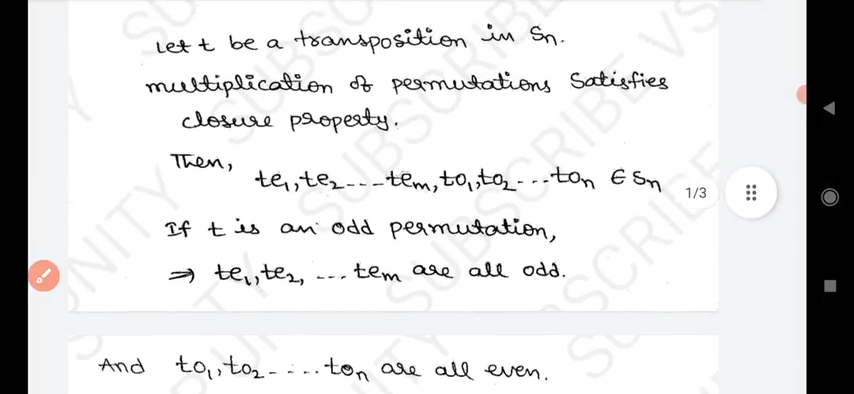 Let t be a transposition in Sn.
multiplication of permutations satisfies
closure property.
Then,
te₁, te₂ - - - tem, to₁, to₂ - ... ton ∈ Sn
1/3
If t is an odd permutation,
⇒ te₁, te₂, ... tem are all odd.
And to₁, to₂ - - ... ton are all even.